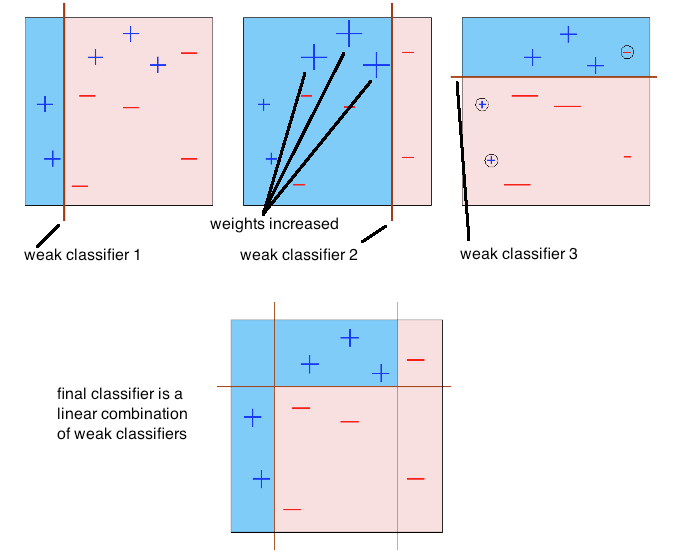 weights increased
weak classifier 1
weak classifier 2
weak classifier 3
final classifier is a
linear combination
of weak classifiers